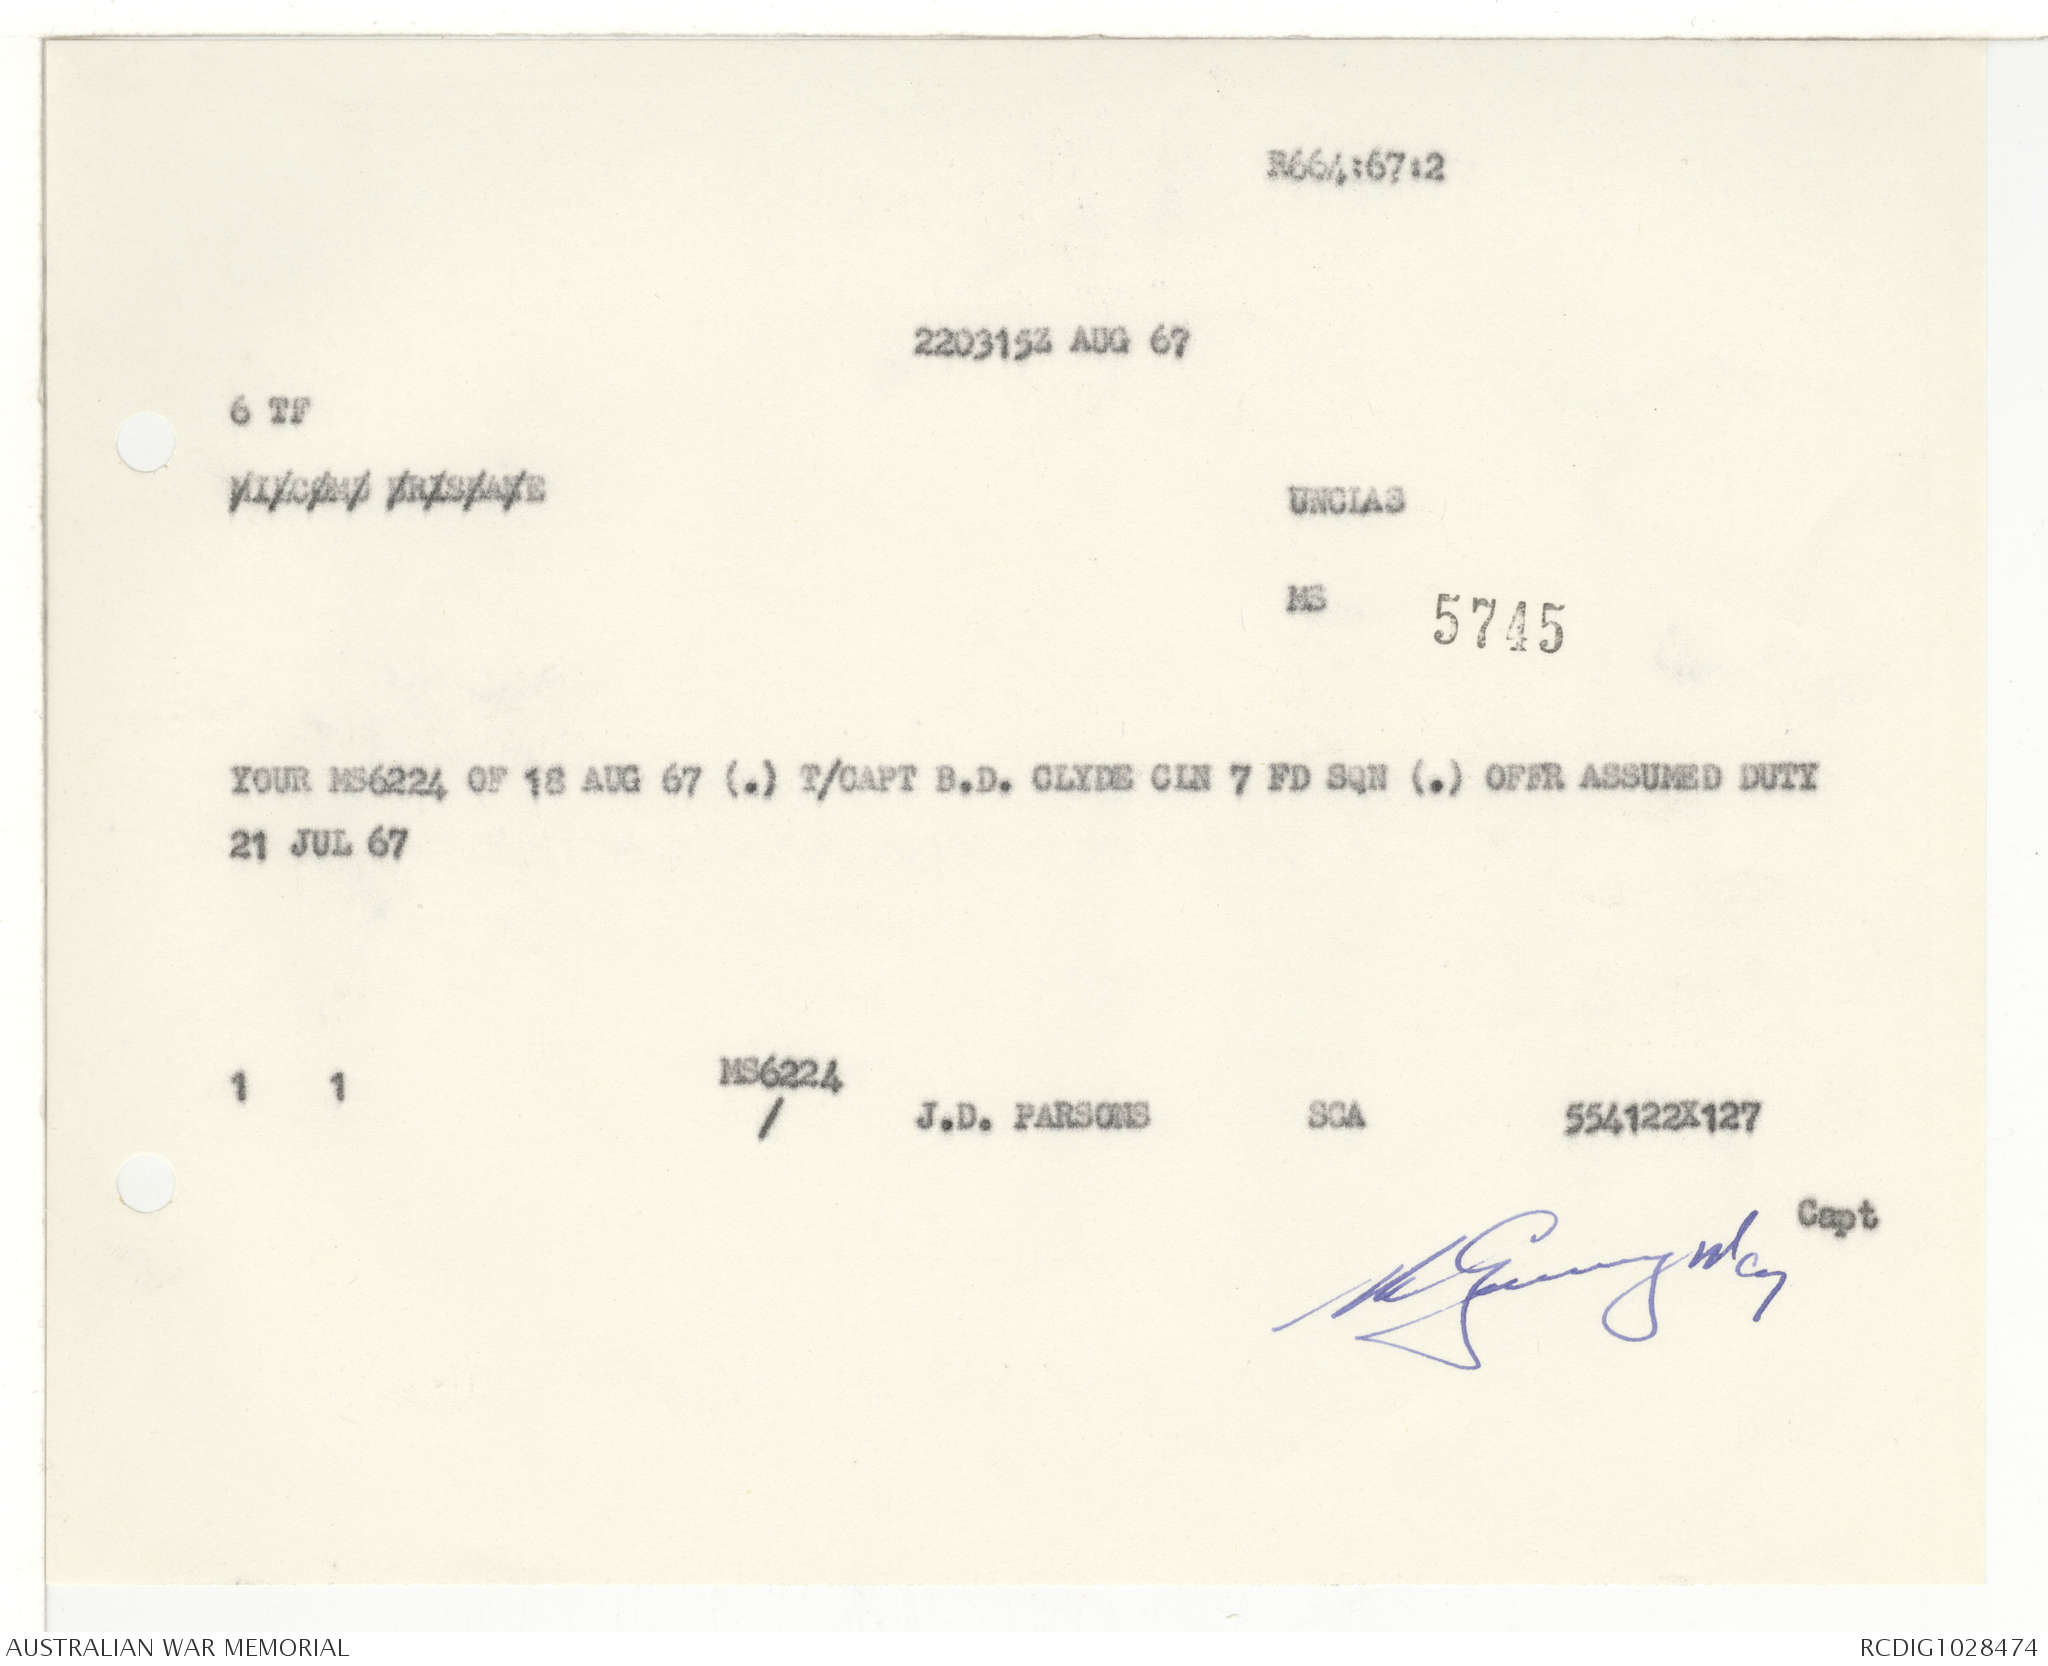 R664:67:2
220315Z AUG 67
6 TF
UNCLAS
MS 5745
YOUR MS6224 OF 18 AUG 67 (.) T/CAPT B.D. CLYDE CLN 7 FD SQN (.) OFFR ASSUMED DUTY
21 JUL 67
1 1 MS6224
/ J.D. PARSONS SCA 554122X127
Capt
AUSTRALIAN WAR MEMORIAL RCDIG1028474